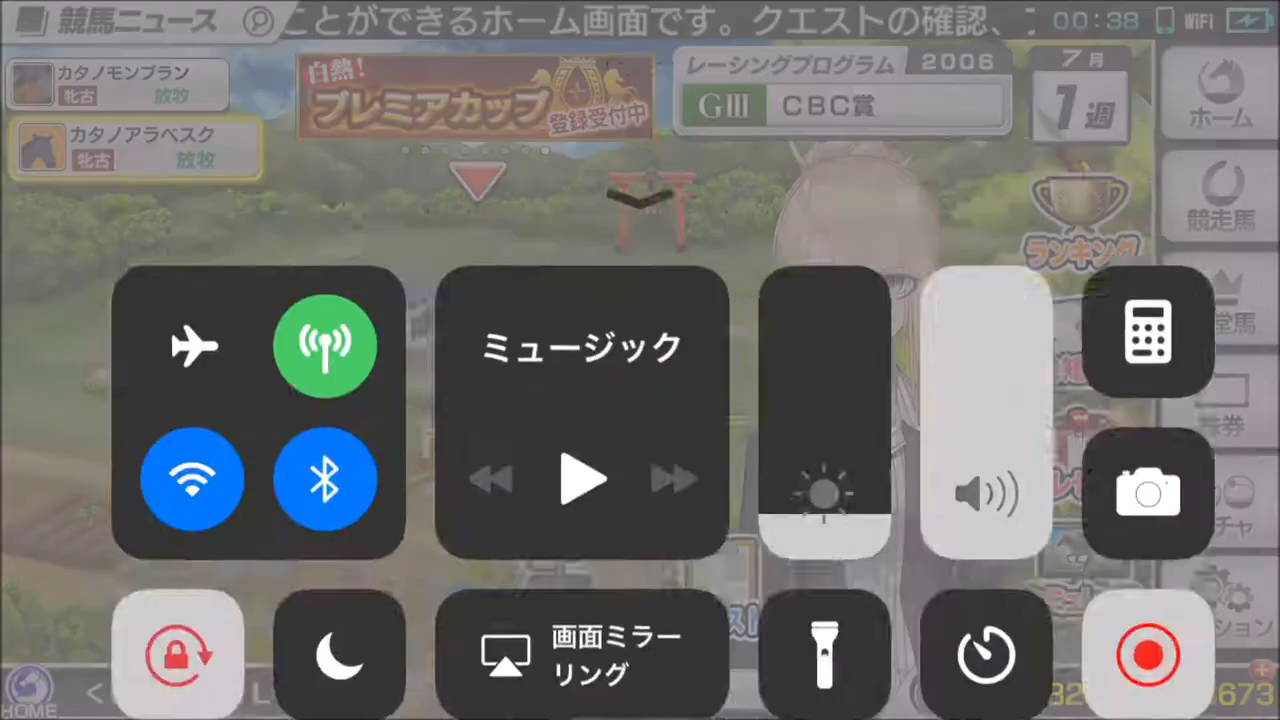 競馬ニュース
ことができるホーム画面です。クエストの確認、
00:38
WiFi
カタノモンブラン
牝古
放牧
カタノアラベスク
牝古
放牧
白熱!
プレミアカップ
登録受付中
レーシングプログラム
2006
GⅢ
CBC賞
7月
1週
ホーム
競走馬
ランキング
堂馬
ミュージック
画面ミラー
リング
HOME
673